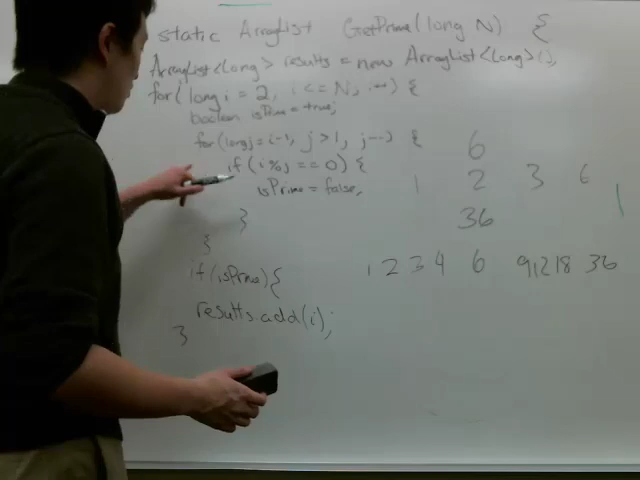 static ArrayList GetPrime(long N) {
ArrayList<Long> results = new ArrayList<Long>();
for(long i = 2, i <= N, i++) {
boolean isPrime = true;
for(long j = i-1, j > 1, j--) {
if (i % j == 0) {
isPrime = false,
}
}
if (isPrime) {
results.add(i);
}
6
1 2 3 6
36
1 2 3 4 6 9 12 18 36